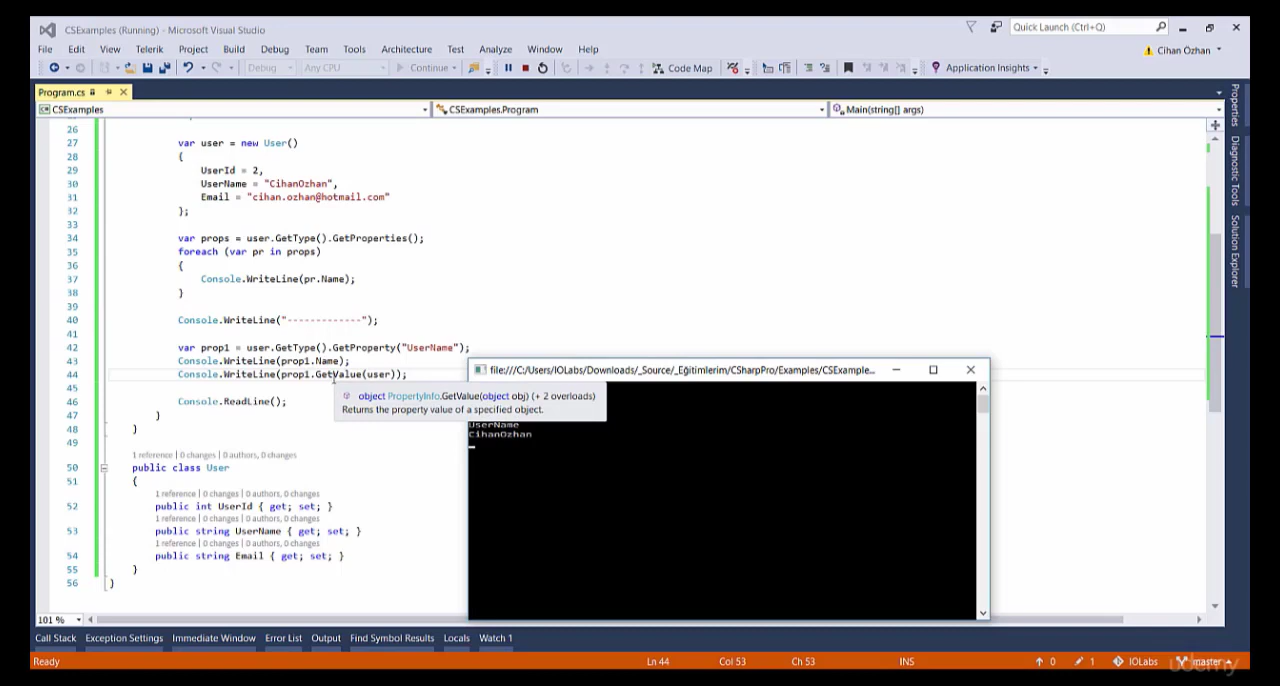 CSExamples (Running) - Microsoft Visual Studio
Quick Launch (Ctrl+Q)
File Edit View Telerik Project Build Debug Team Tools Architecture Test Analyze Window Help
Cihan Ozhan
Debug Any CPU Continue Code Map Application Insights
Program.cs
CSExamples CSExamples.Program Main(string[] args)
26
27 var user = new User()
28 {
29 UserId = 2,
30 UserName = "CihanOzhan",
31 Email = "cihan.ozhan@hotmail.com"
32 };
33
34 var props = user.GetType().GetProperties();
35 foreach (var pr in props)
36 {
37 Console.WriteLine(pr.Name);
38 }
39
40 Console.WriteLine("-------------");
41
42 var prop1 = user.GetType().GetProperty("UserName");
43 Console.WriteLine(prop1.Name);
44 Console.WriteLine(prop1.GetValue(user));
45
46 Console.ReadLine();
47 }
48 }
49
1 reference | 0 changes | 0 authors, 0 changes
50 public class User
51 {
1 reference | 0 changes | 0 authors, 0 changes
52 public int UserId { get; set; }
1 reference | 0 changes | 0 authors, 0 changes
53 public string UserName { get; set; }
1 reference | 0 changes | 0 authors, 0 changes
54 public string Email { get; set; }
55 }
56 }
file:///C:/Users/IOLabs/Downloads/_Source/_Eğitimlerim/CSharpPro/Examples/CSExample...
object PropertyInfo.GetValue(object obj) (+ 2 overloads)
Returns the property value of a specified object.
UserName
CihanOzhan
Properties
Diagnostic Tools
Solution Explorer
101 %
Call Stack Exception Settings Immediate Window Error List Output Find Symbol Results Locals Watch 1
Ready Ln 44 Col 53 Ch 53 INS 0 1 IOLabs master
udemy